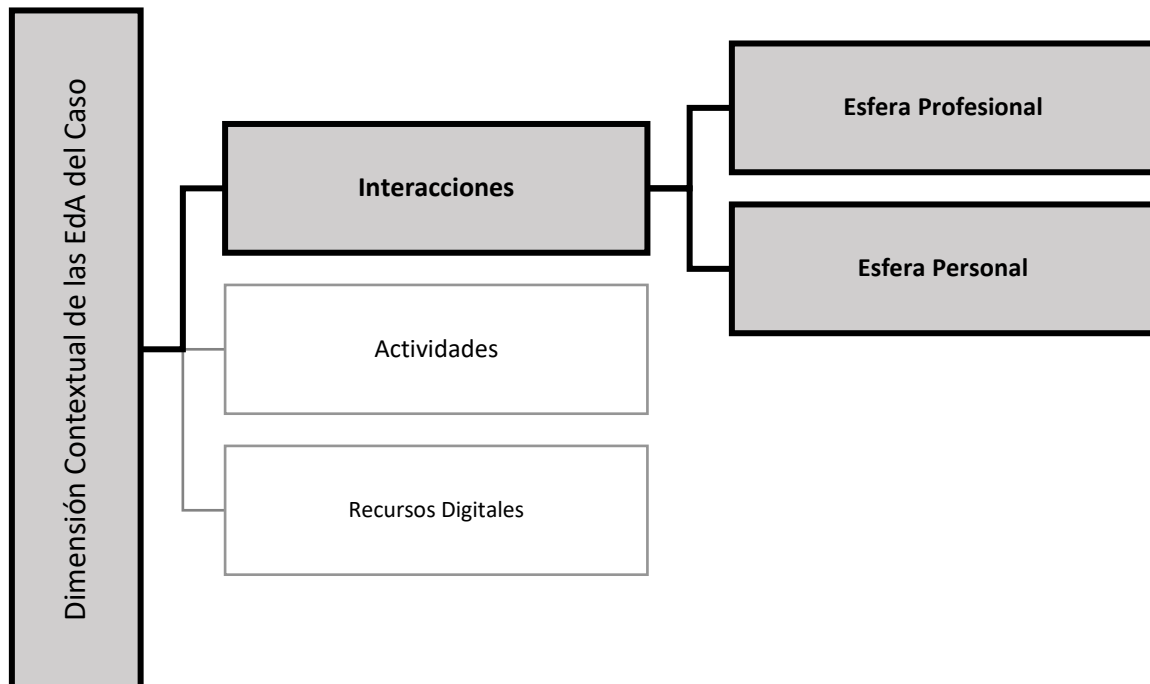 Dimensión Contextual de las EdA del Caso
Interacciones
Actividades
Recursos Digitales
Esfera Profesional
Esfera Personal